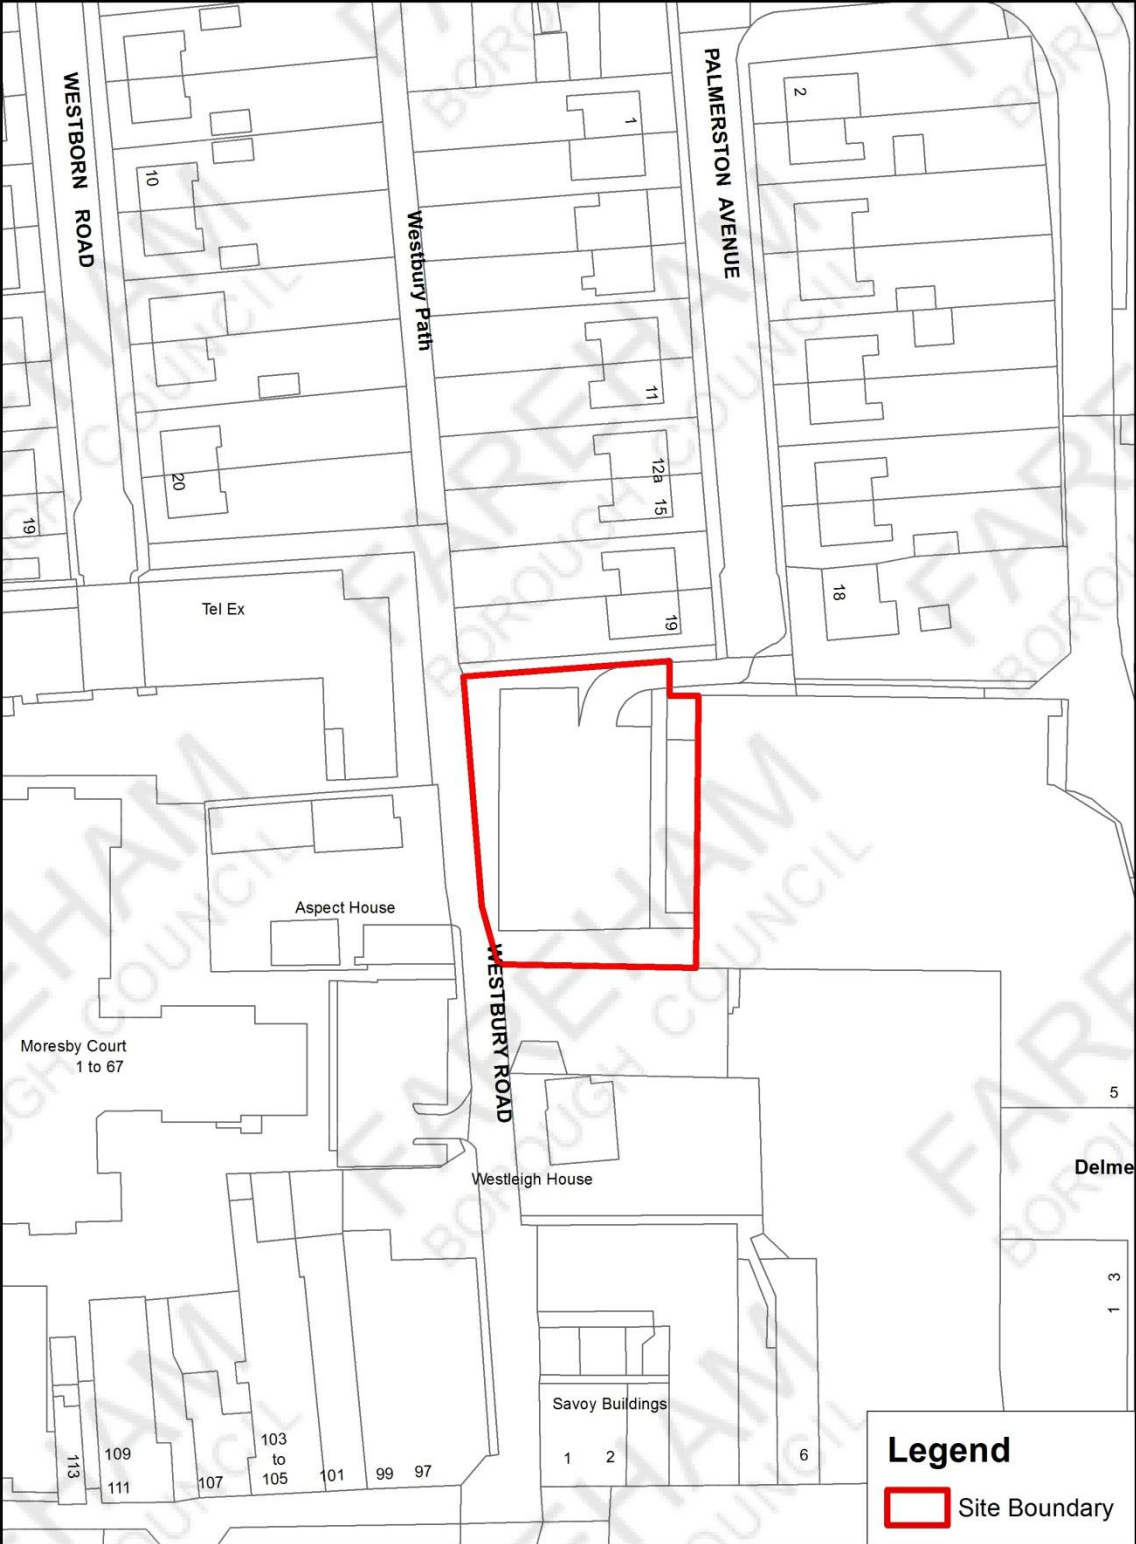 WESTBORN ROAD
10
20
19
Westbury Path
1
11
12a
15
19
PALMERSTON AVENUE
2
18
Tel Ex
Aspect House
Moresby Court
1 to 67
WESTBURY ROAD
Westleigh House
5
Delme
3
1
Savoy Buildings
1 2
6
113
109
111
107
103
to
105
101
99
97
Legend
Site Boundary
FAREHAM
BOROUGH COUNCIL